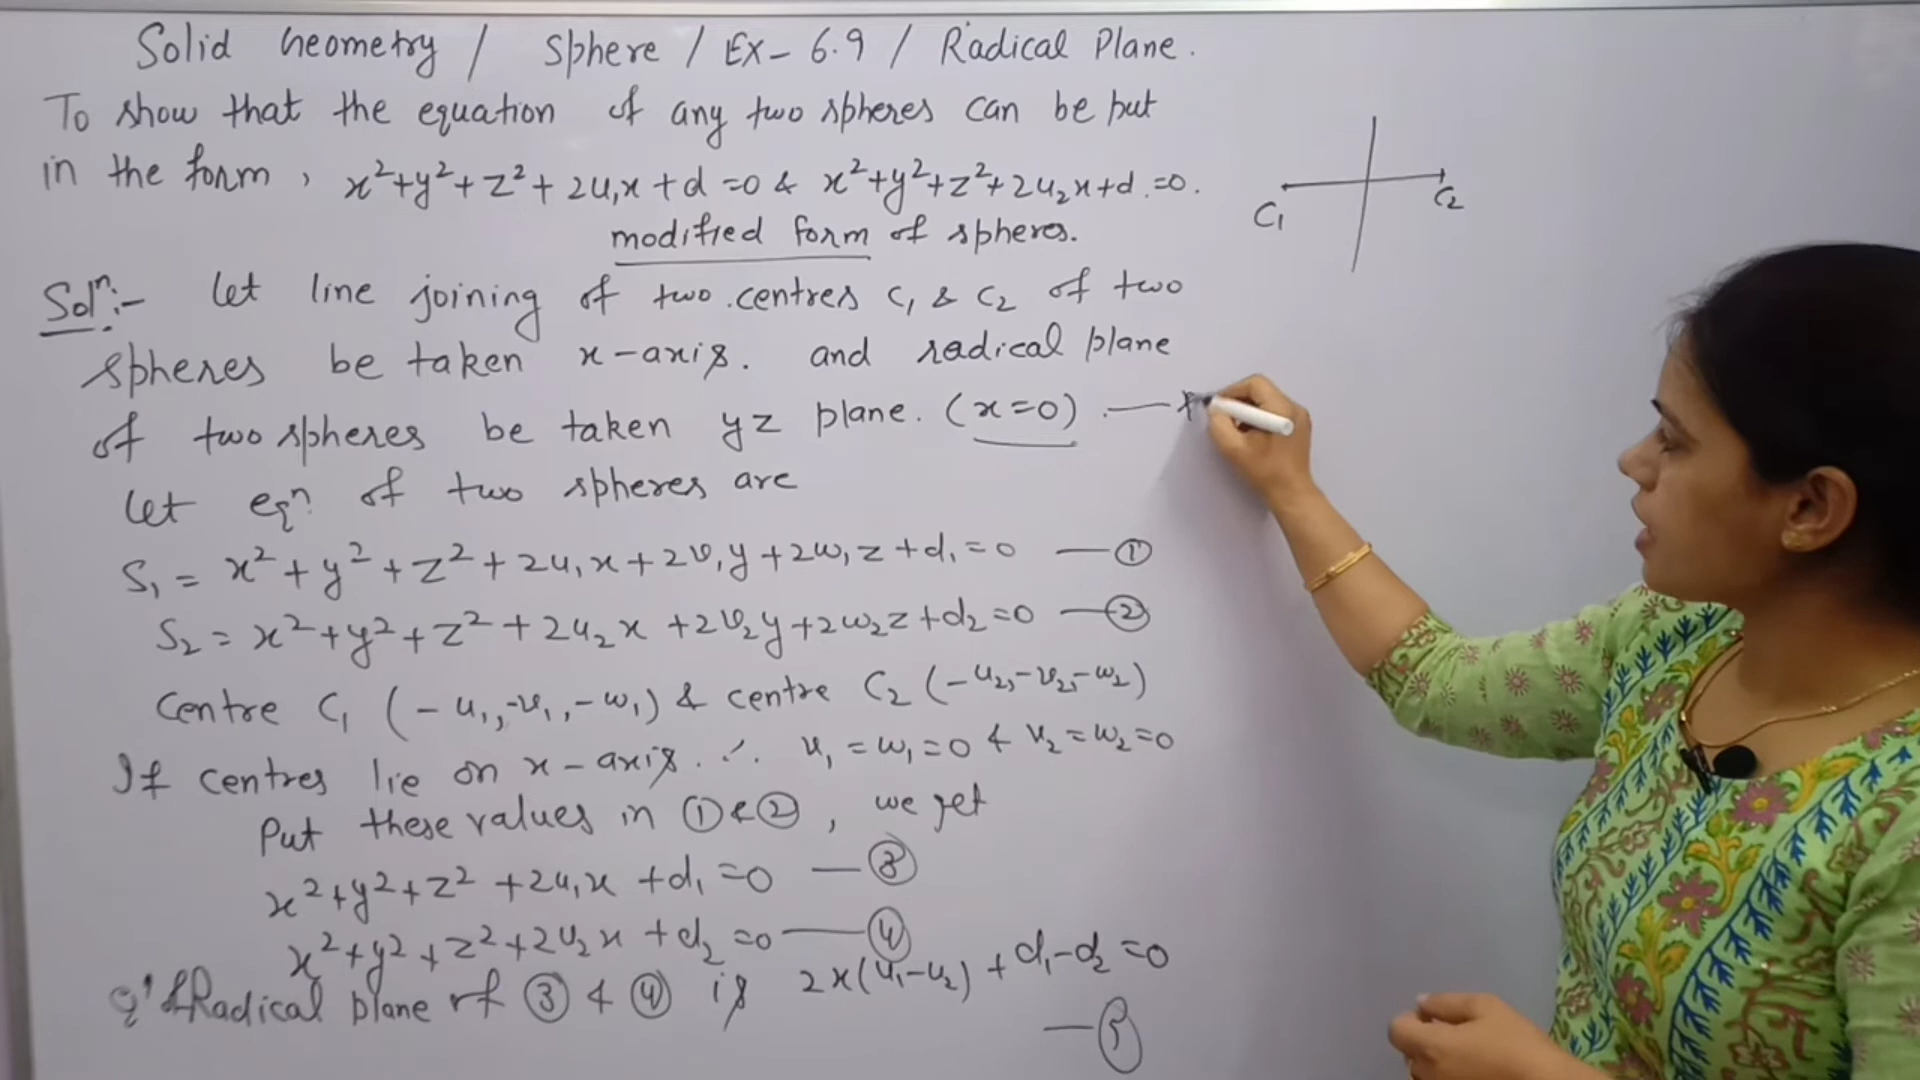 Solid Geometry / Sphere / EX- 6.9 / Radical Plane.
To show that the equation of any two spheres can be put
in the form, x²+y²+z²+2u₁x+d=0 & x²+y²+z²+2u₂x+d.=0.
modified form of spheres.
Solⁿ:- Let line joining of two centres C₁ & C₂ of two
spheres be taken x-axis. and radical plane
of two spheres be taken yz plane. (x=0).—
Let eqⁿ of two spheres are
S₁ = x²+y²+z²+2u₁x+2v₁y+2w₁z+d₁=0 —①
S₂ = x²+y²+z²+2u₂x+2v₂y+2w₂z+d₂=0 —②
Centre C₁ (-u₁,-v₁,-w₁) & centre C₂ (-u₂,-v₂,-w₂)
If centres lie on x-axis. ∴ v₁=w₁=0 & v₂=w₂=0
Put these values in ① & ②, we get
x²+y²+z²+2u₁x+d₁=0 —③
x²+y²+z²+2u₂x+d₂=0 —④
Radical plane of ③ & ④ is 2x(u₁-u₂)+d₁-d₂=0
—⑤
C₁
C₂